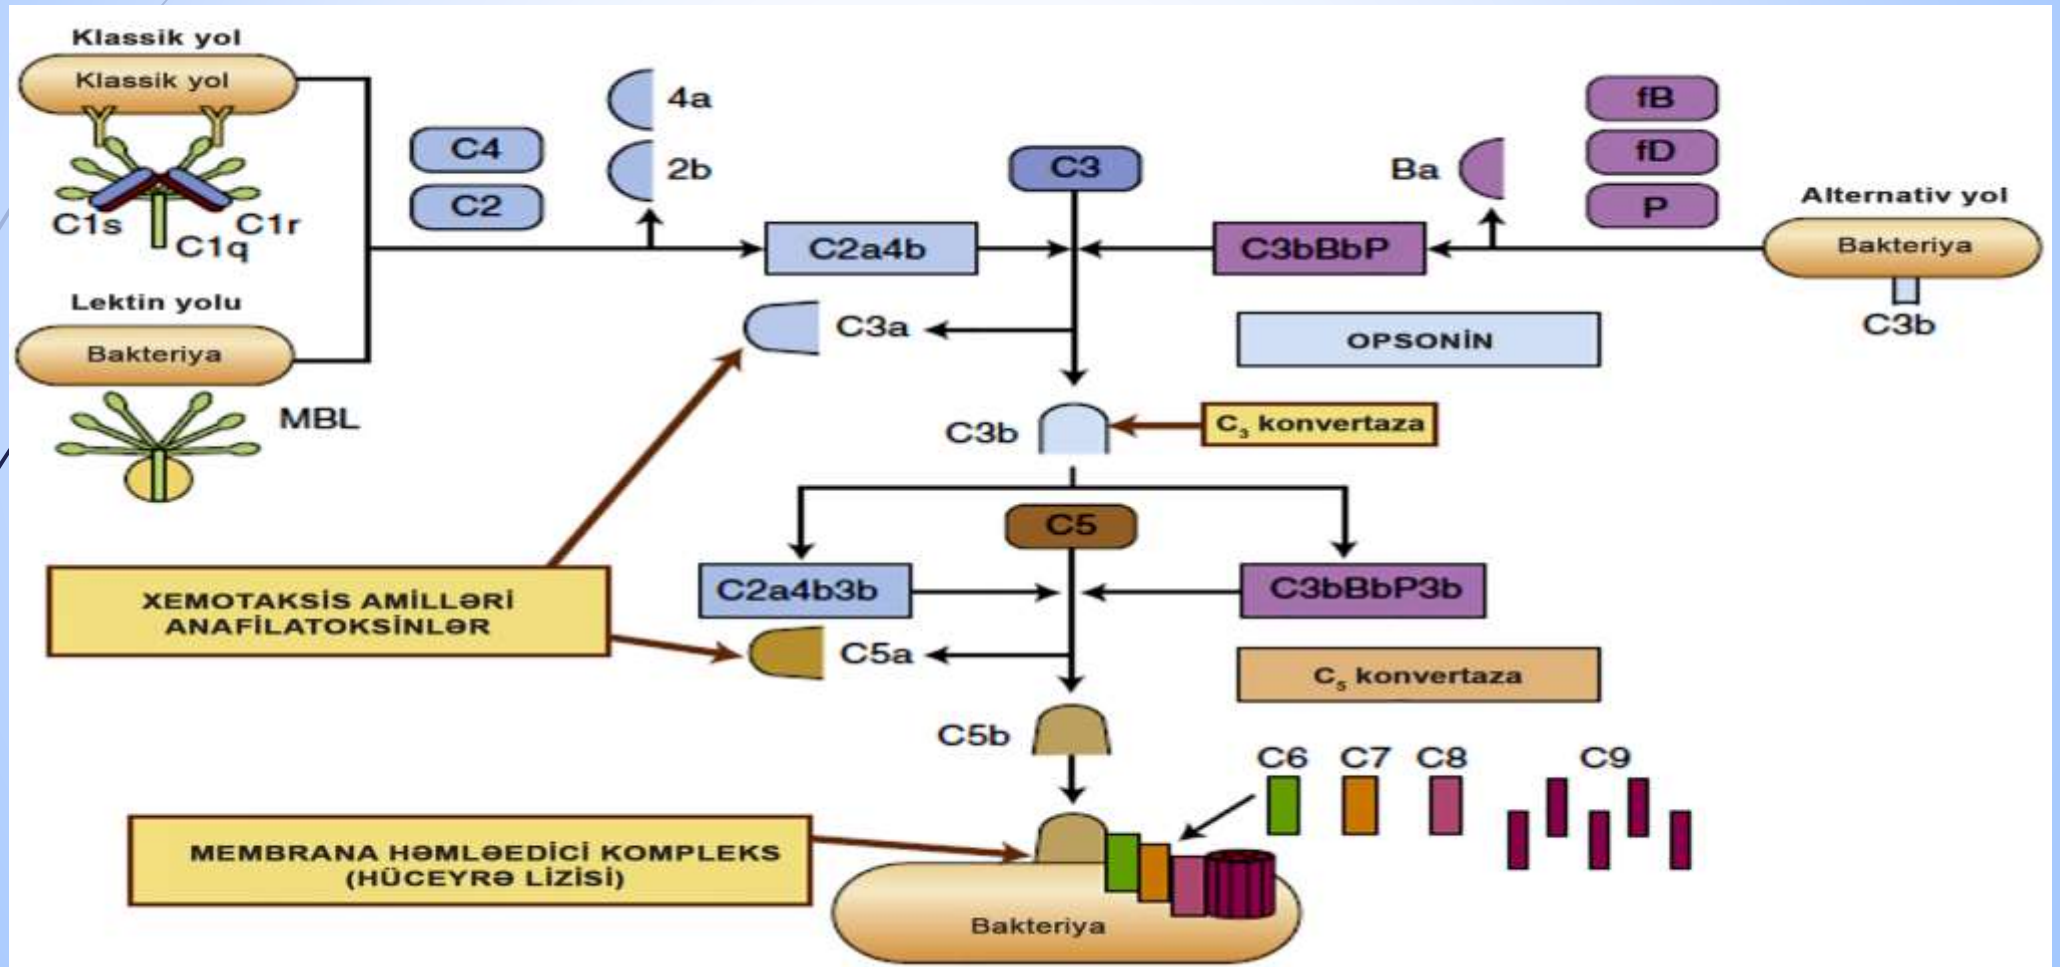 Klassik yol
Klassik yol
C1s
C1r
C1q
Lektin yolu
Bakteriya
MBL
C4
C2
4a
2b
C2a4b
C3
C3bBbP
Ba
fB
fD
P
Alternativ yol
Bakteriya
C3b
C3a
OPSONİN
C3b
C₃ konvertaza
C5
C2a4b3b
C3bBbP3b
XEMOTAKSİS AMİLLƏRİ
ANAFİLATOKSİNLƏR
C5a
C₅ konvertaza
C5b
C6
C7
C8
C9
MEMBRANA HƏMLƏEDİCİ KOMPLEKS
(HÜCEYRƏ LİZİSİ)
Bakteriya